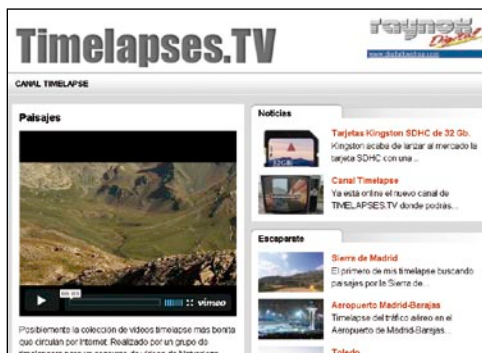 Timelapses.TV
raynox
Digital
CANAL TIMELAPSE
Paisajes
vimeo
Posiblemente la colección de videos timelapse mas bonita
que circulan por Internet. Realizado por un grupo de
Noticias
Tarjetas Kingston SDHC de 32 Gb.
Kingston acaba de lanzar al mercado la
tarjeta SDHC con una ...
Canal Timelapse
Ya está online el nuevo canal de
TIMELAPSES.TV donde podrás...
Escaparate
Sierra de Madrid
El primero de mis timelapse buscando
paisajes por la Sierra de...
Aeropuerto Madrid-Barajas
Timelapse del tráfico aéreo en el
Aeropuerto de Madrid-Barajas...
Toledo